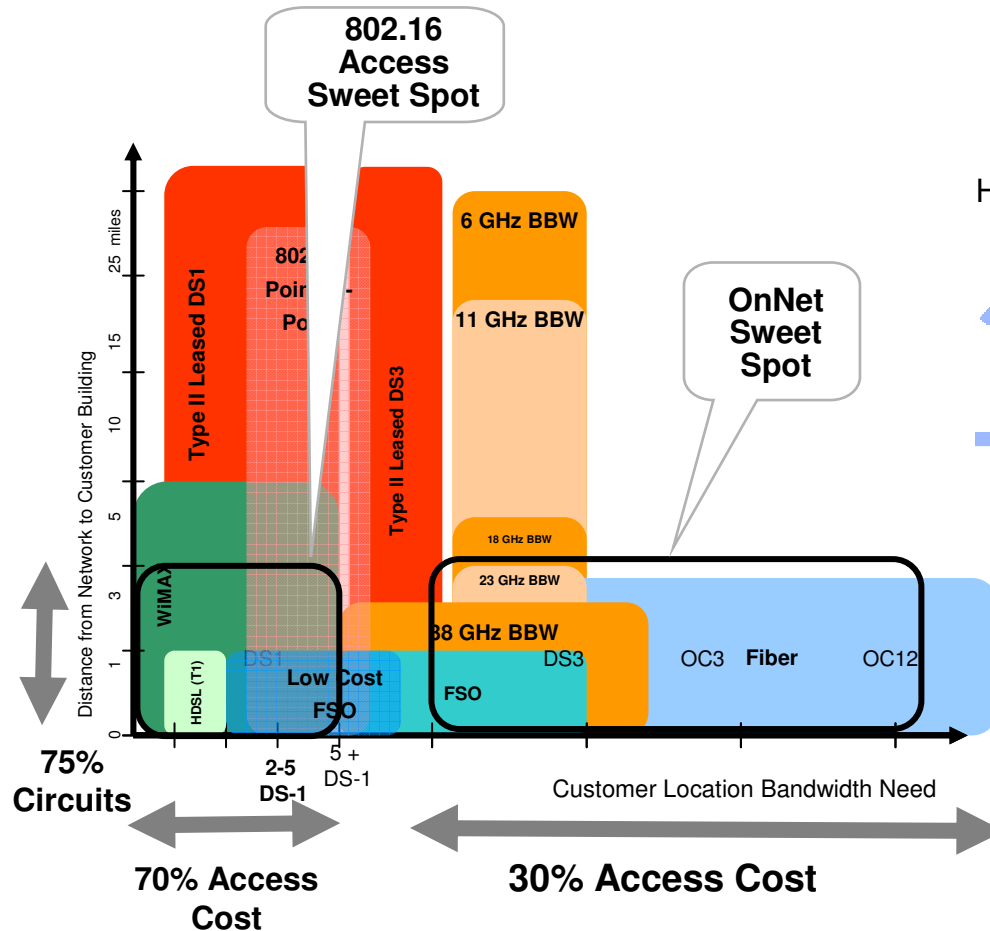 802.16
Access
Sweet Spot
H
6 GHz BBW
OnNet
Sweet
Spot
11 GHz BBW
Type II Leased DS1
Type II Leased DS3
18 GHz BBW
23 GHz BBW
WiMAX
38 GHz BBW
DS1
DS3
OC3
Fiber
OC12
HDSL (T1)
Low Cost
FSO
FSO
Distance from Network to Customer Building
0
1
3
5
10
15
25 miles
2-5
DS-1
5 +
DS-1
75%
Circuits
Customer Location Bandwidth Need
70% Access
Cost
30% Access Cost